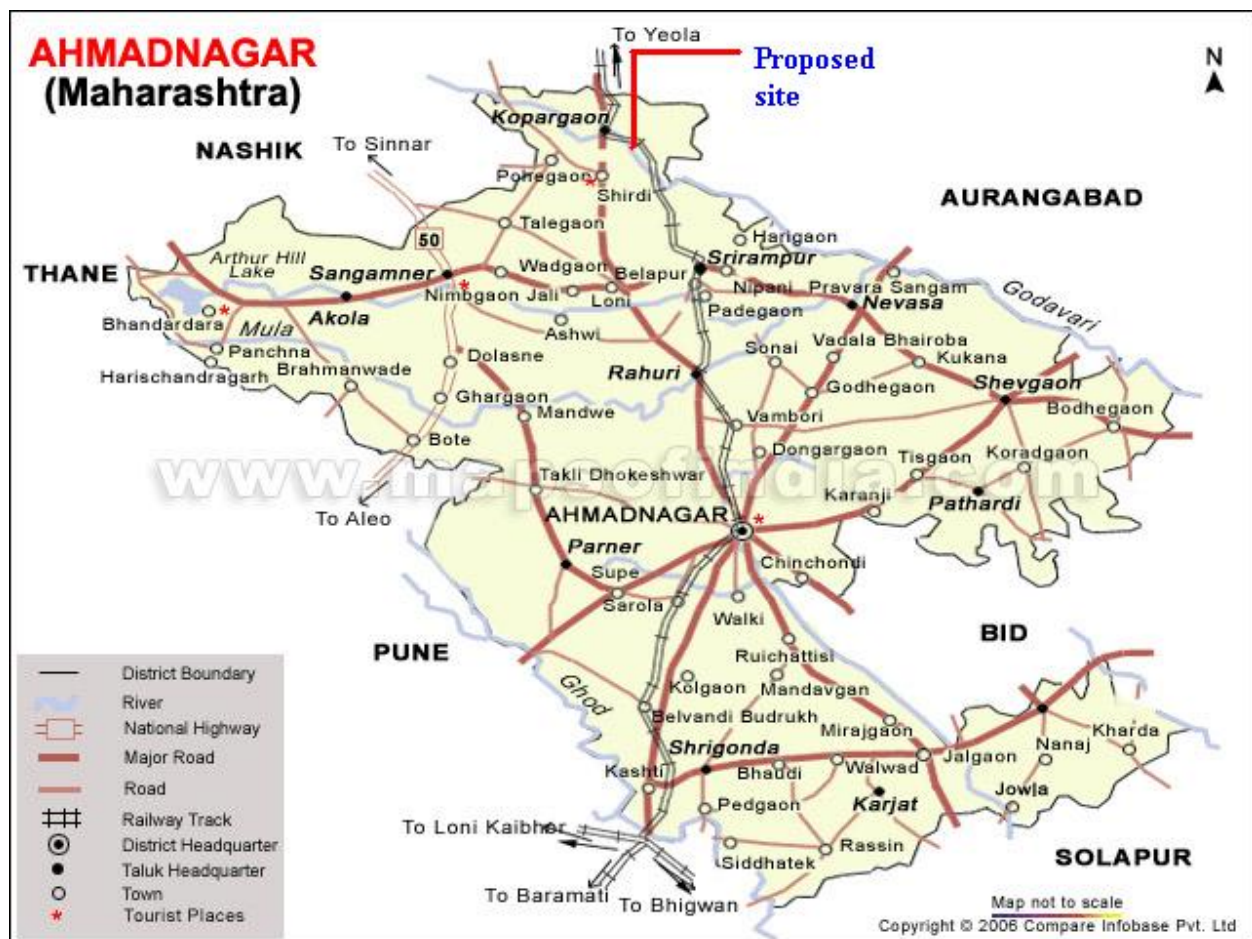 AHMADNAGAR
(Maharashtra)
To Yeola
Proposed
site
N
Kopargaon
NASHIK
To Sinnar
Pohegaon
Shirdi
AURANGABAD
Talegaon
50
Harigaon
Arthur Hill
Lake
THANE
Sangamner
Wadgaon
Belapur
Srirampur
Nimbgaon Jali
Loni
Nipani
Pravara Sangam
Nevasa
Godavari
Padegaon
Bhandardara
Akola
Mula
Ashwi
Panchna
Harischandragarh
Brahmanwade
Dolasne
Sonai
Vadala Bhairoba
Kukana
Rahuri
Shevgaon
Ghargaon
Godhegaon
Mandwe
Vambori
Bodhegaon
Bote
Dongargaon
Koradgaon
Tisgaon
www.mapsofindia.com
Takli Dhokeshwar
Karanji
Pathardi
To Aleo
AHMADNAGAR
Parner
Chinchondi
Supe
Sarola
Walki
PUNE
BID
Ruichattisi
Ghod
Kolgaon
Mandavgan
Belvandi Budrukh
Mirajgaon
Kharda
Shrigonda
Nanaj
Jalgaon
Kashti
Bhaudi
Walwad
Jowla
Pedgaon
Karjat
To Loni Kaibhor
Siddhatek
Rassin
SOLAPUR
To Baramati
To Bhigwan
District Boundary
River
National Highway
Major Road
Road
Railway Track
District Headquarter
Taluk Headquarter
Town
Tourist Places
Map not to scale
Copyright © 2006 Compare Infobase Pvt. Ltd